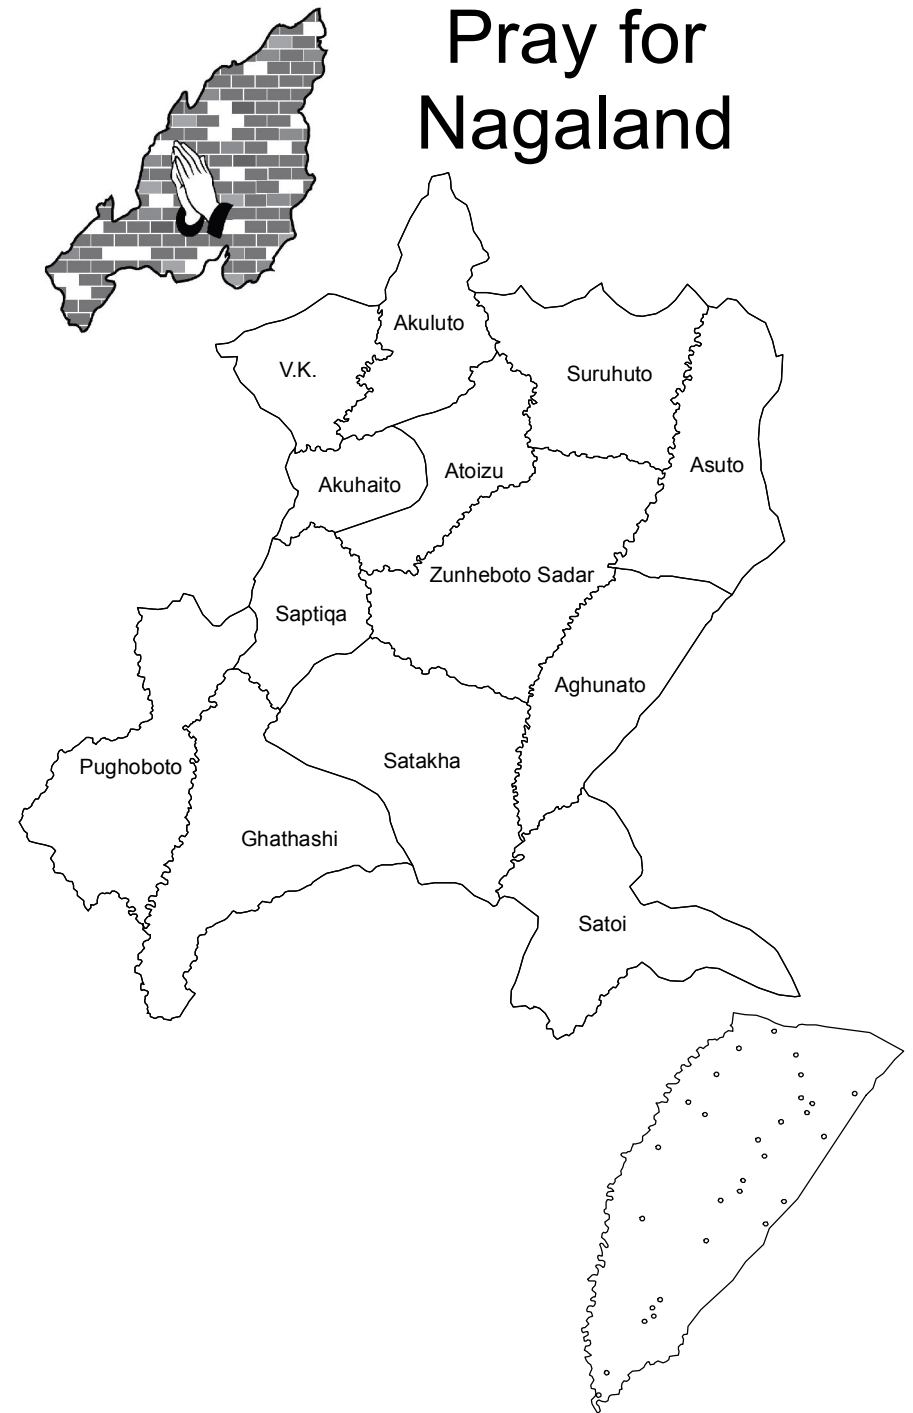 Pray for
Nagaland
Akuluto
V.K.
Suruhuto
Asuto
Atoizu
Akuhaito
Zunheboto Sadar
Saptiqa
Aghunato
Satakha
Pughoboto
Ghathashi
Satoi